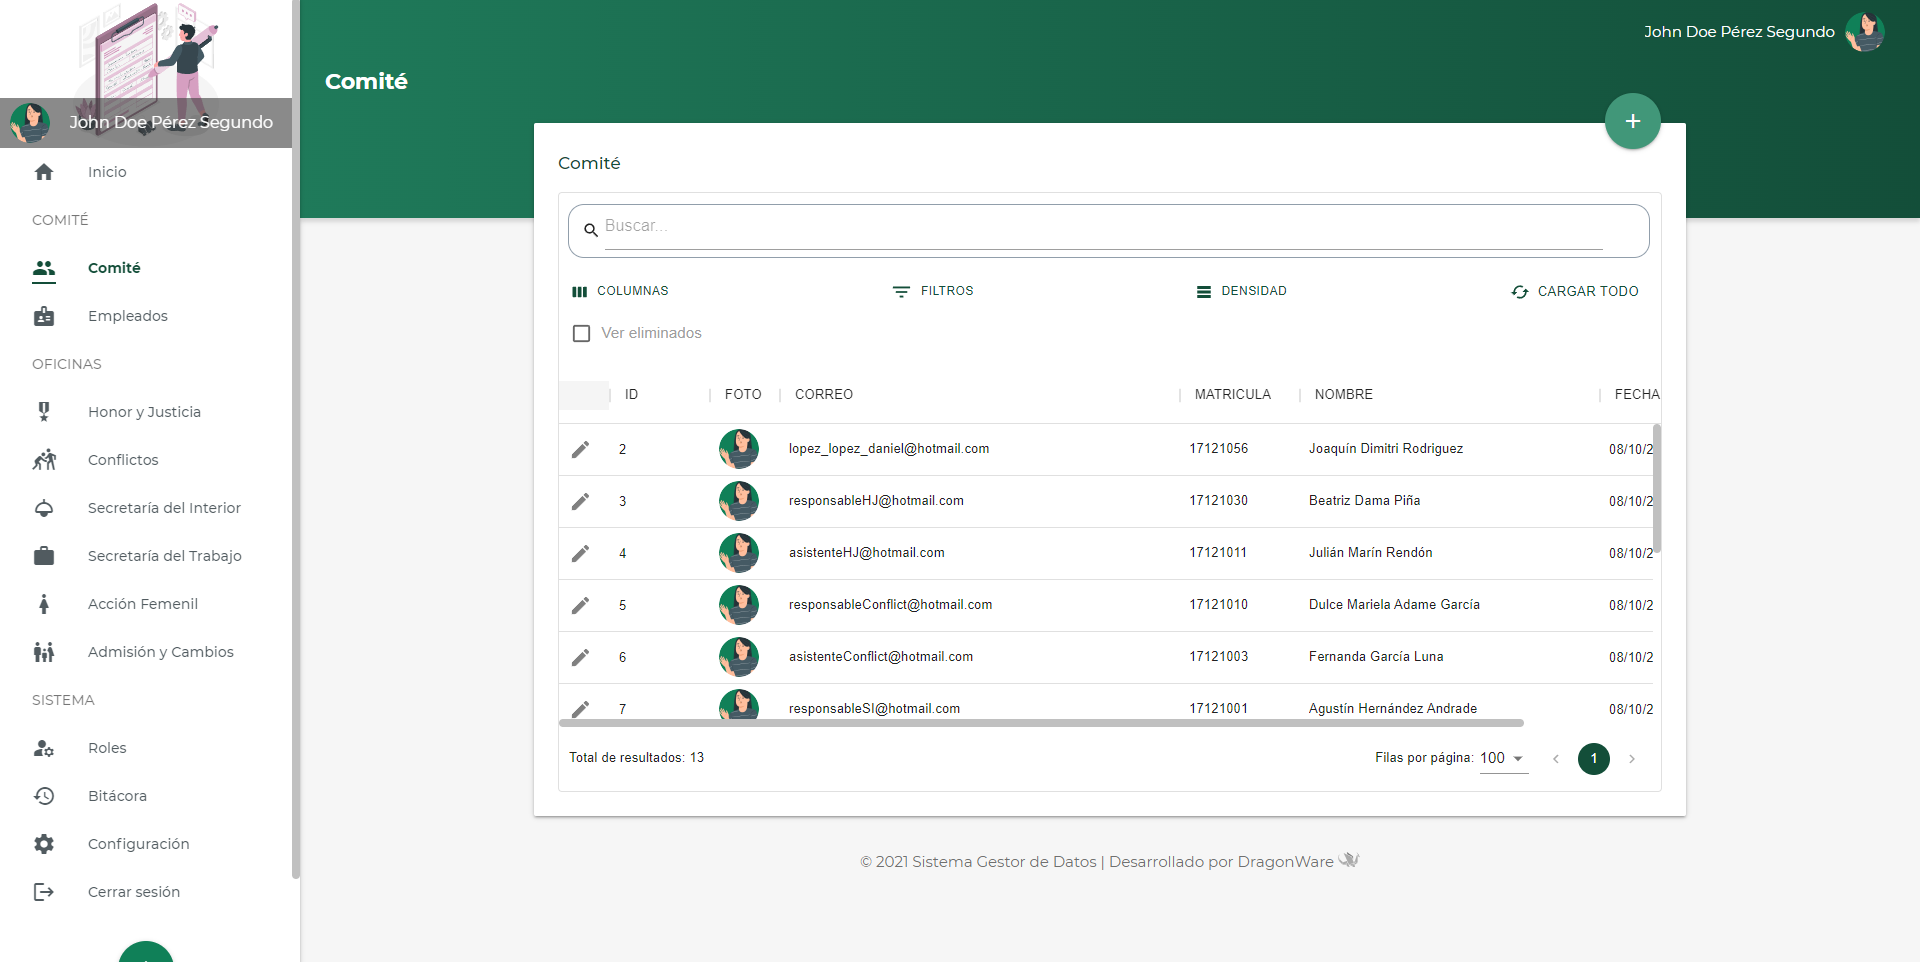 John Doe Pérez Segundo
Inicio
COMITÉ
Comité
Empleados
OFICINAS
Honor y Justicia
Conflictos
Secretaría del Interior
Secretaría del Trabajo
Acción Femenil
Admisión y Cambios
SISTEMA
Roles
Bitácora
Configuración
Cerrar sesión
John Doe Pérez Segundo
Comité
+
Comité
Buscar...
COLUMNAS FILTROS DENSIDAD CARGAR TODO
Ver eliminados
ID FOTO CORREO MATRICULA NOMBRE FECHA
2 lopez_lopez_daniel@hotmail.com 17121056 Joaquín Dimitri Rodriguez 08/10/2
3 responsableHJ@hotmail.com 17121030 Beatriz Dama Piña 08/10/2
4 asistenteHJ@hotmail.com 17121011 Julián Marín Rendón 08/10/2
5 responsableConflict@hotmail.com 17121010 Dulce Mariela Adame García 08/10/2
6 asistenteConflict@hotmail.com 17121003 Fernanda García Luna 08/10/2
7 responsableSI@hotmail.com 17121001 Agustín Hernández Andrade 08/10/2
Total de resultados: 13 Filas por página: 100 1
© 2021 Sistema Gestor de Datos | Desarrollado por DragonWare